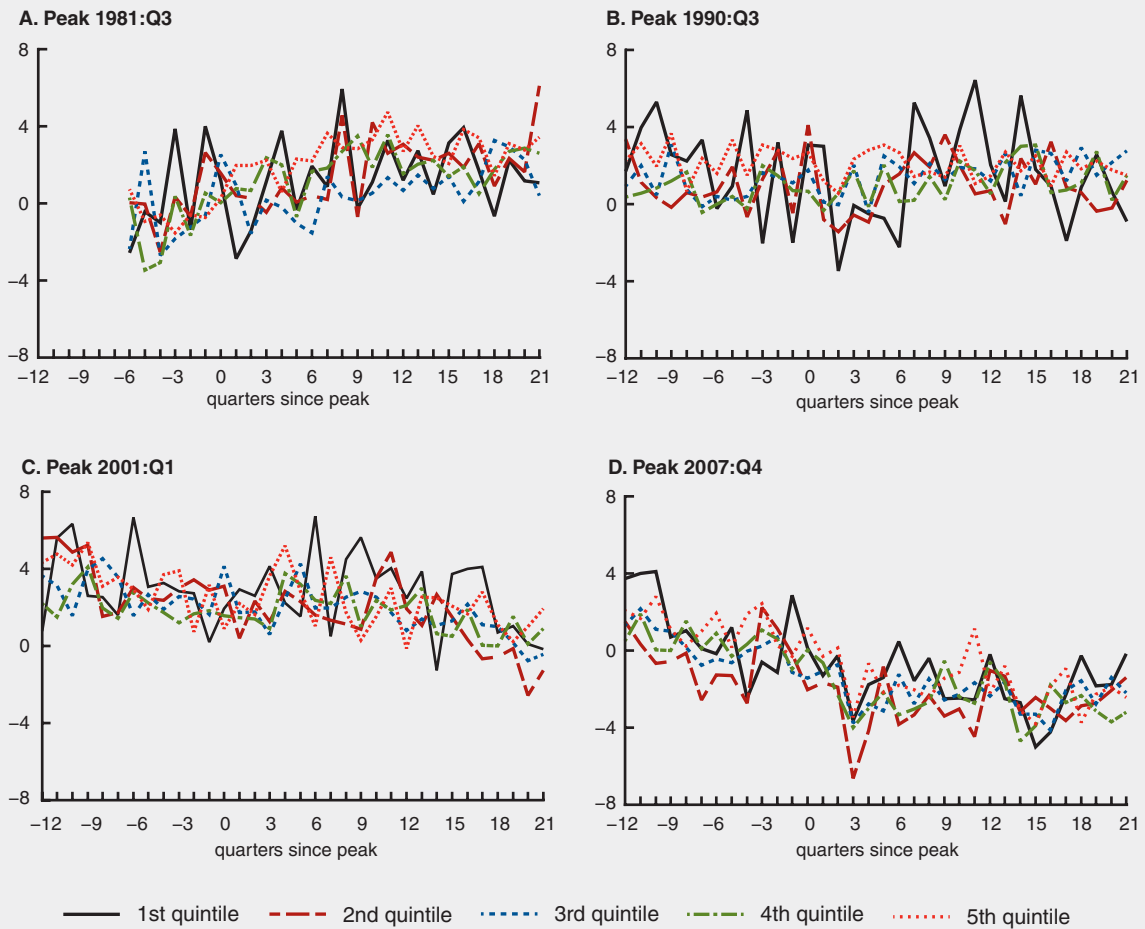 A. Peak 1981:Q3
8
4
0
–4
–8
–12 –9 –6 –3 0 3 6 9 12 15 18 21
quarters since peak
B. Peak 1990:Q3
8
4
0
–4
–8
–12 –9 –6 –3 0 3 6 9 12 15 18 21
quarters since peak
C. Peak 2001:Q1
8
4
0
–4
–8
–12 –9 –6 –3 0 3 6 9 12 15 18 21
quarters since peak
D. Peak 2007:Q4
8
4
0
–4
–8
–12 –9 –6 –3 0 3 6 9 12 15 18 21
quarters since peak
1st quintile 2nd quintile 3rd quintile 4th quintile 5th quintile